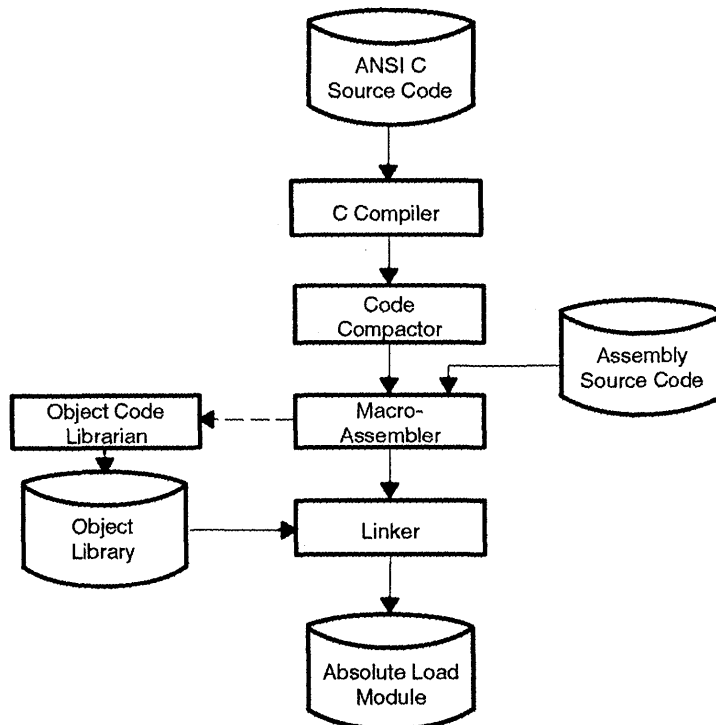 ANSI C
Source Code
C Compiler
Code
Compactor
Assembly
Source Code
Object Code
Librarian
Macro-
Assembler
Object
Library
Linker
Absolute Load
Module